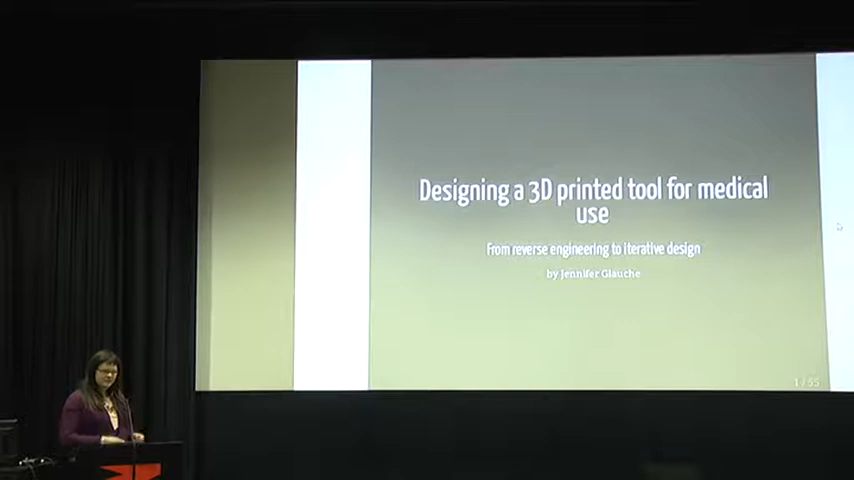 Designing a 3D printed tool for medical
use
From reverse engineering to iterative design
by Jennifer Glauche
1 / 55